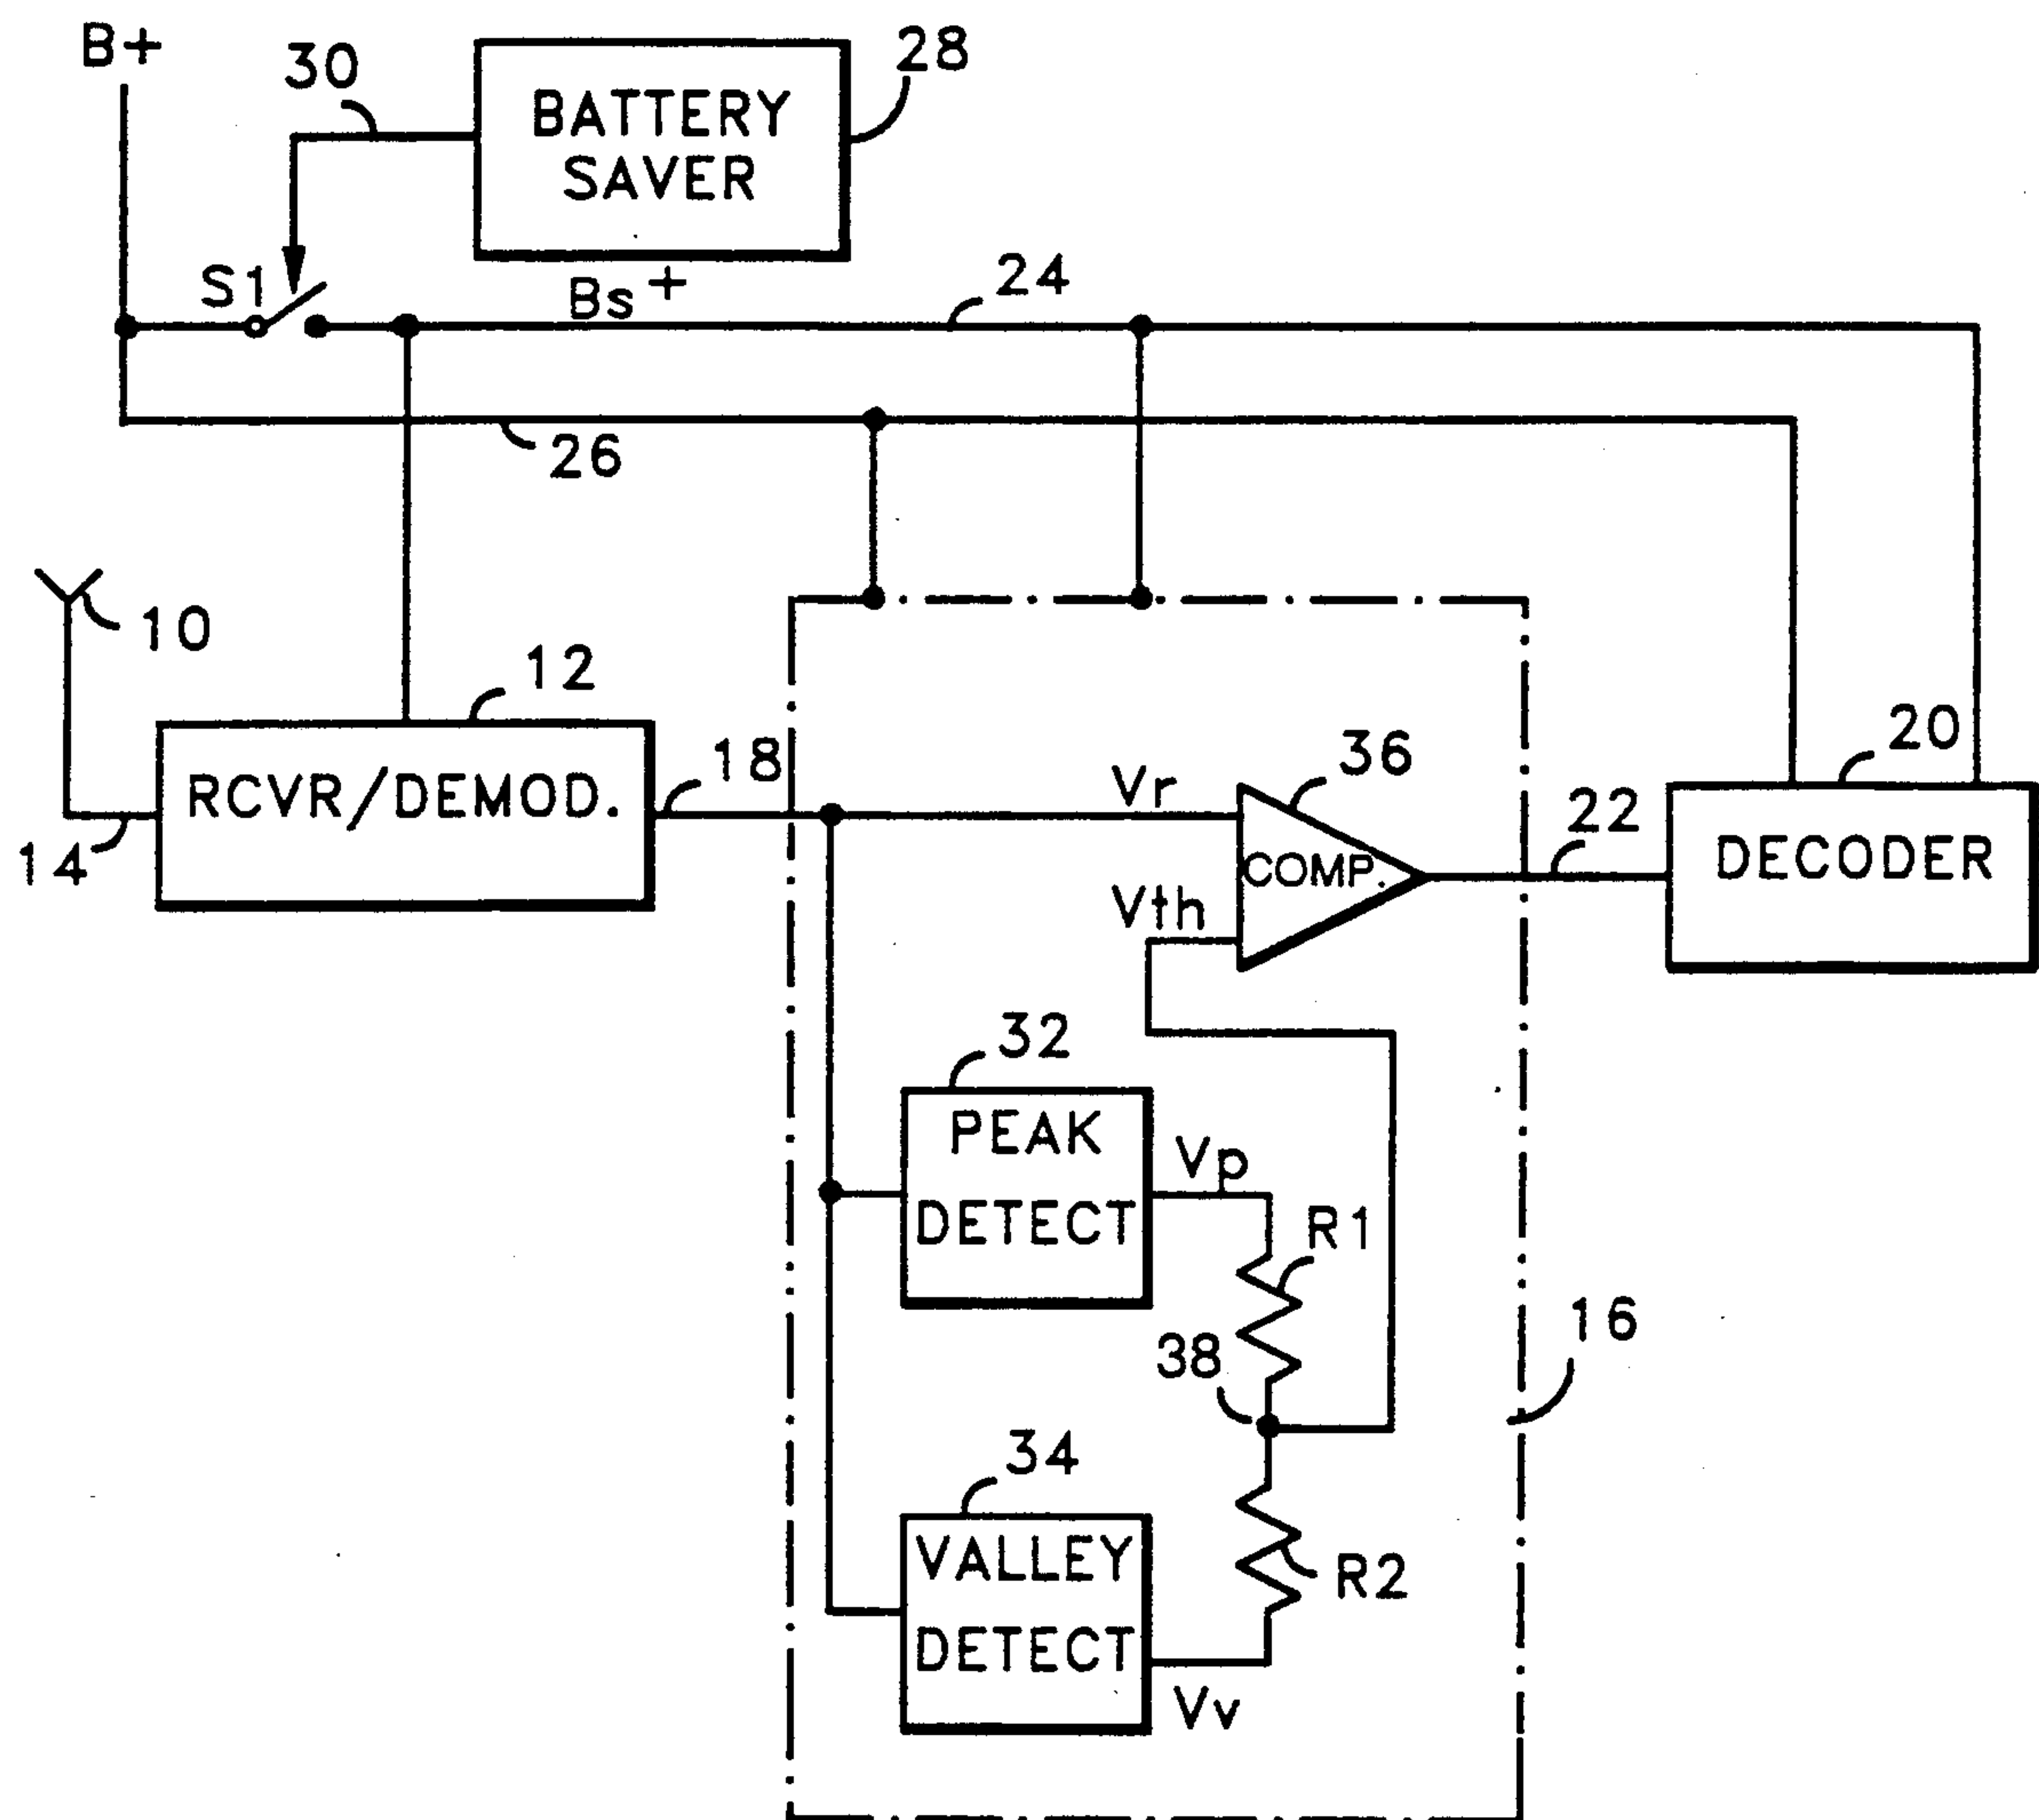 B+
30
BATTERY
SAVER
28
S1
Bs+
24
26
10
12
14
RCVR/DEMOD.
18
Vr
36
COMP.
Vth
22
20
DECODER
32
PEAK
DETECT
Vp
R1
38
16
34
VALLEY
DETECT
R2
Vv